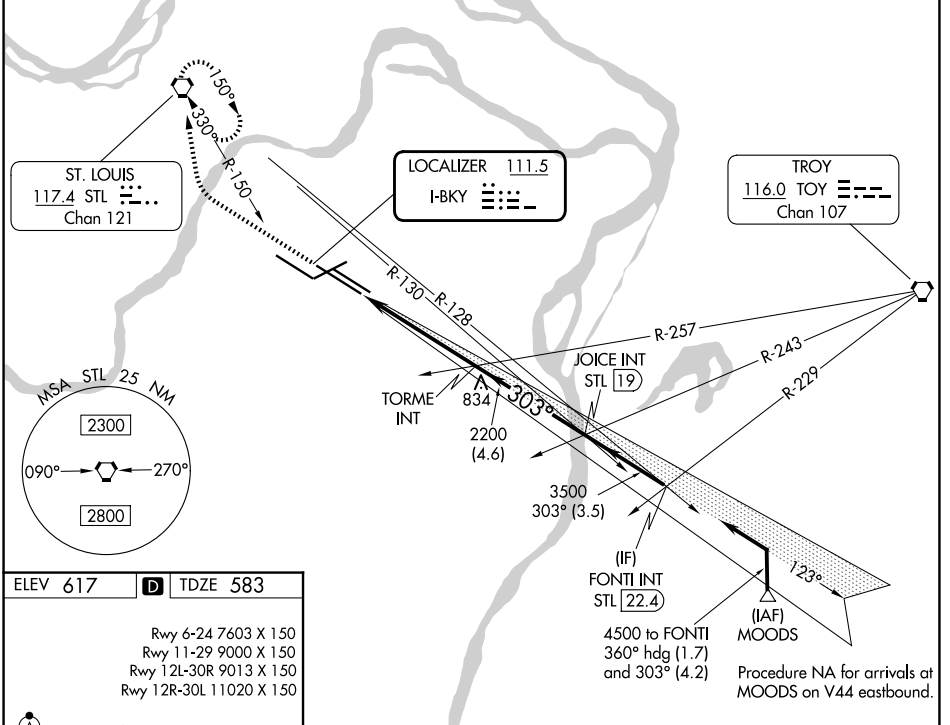 150°
330°
R-150
ST. LOUIS
117.4 STL
Chan 121
LOCALIZER 111.5
I-BKY
TROY
116.0 TOY
Chan 107
R-130
R-128
R-257
R-243
R-229
JOICE INT
STL 19
TORME
INT
834
303°
2200
(4.6)
3500
303° (3.5)
(IF)
FONTI INT
STL 22.4
4500 to FONTI
360° hdg (1.7)
and 303° (4.2)
123°
(IAF)
MOODS
Procedure NA for arrivals at
MOODS on V44 eastbound.
MSA STL 25 NM
2300
090°
270°
2800
ELEV 617 D TDZE 583
Rwy 6-24 7603 X 150
Rwy 11-29 9000 X 150
Rwy 12L-30R 9013 X 150
Rwy 12R-30L 11020 X 150